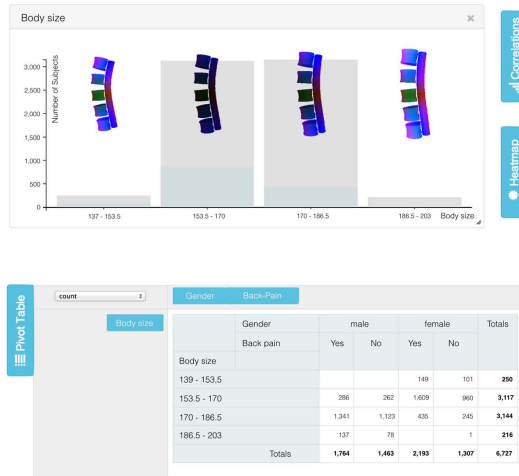 Body size
×
Correlations
Number of Subjects
3,000
2,500
2,000
1,500
1,000
500
0
137 - 153.5
153.5 - 170
170 - 186.5
186.5 - 203
Body size
Heatmap
Pivot Table
count
Gender Back-Pain
Body size
Gender male female Totals
Back pain Yes No Yes No
Body size
139 - 153,5 149 101 250
153.5 - 170 286 262 1,609 960 3,117
170 - 186.5 1,341 1,123 435 245 3,144
186.5 - 203 137 78 1 216
Totals 1,764 1,463 2,193 1,307 6,727